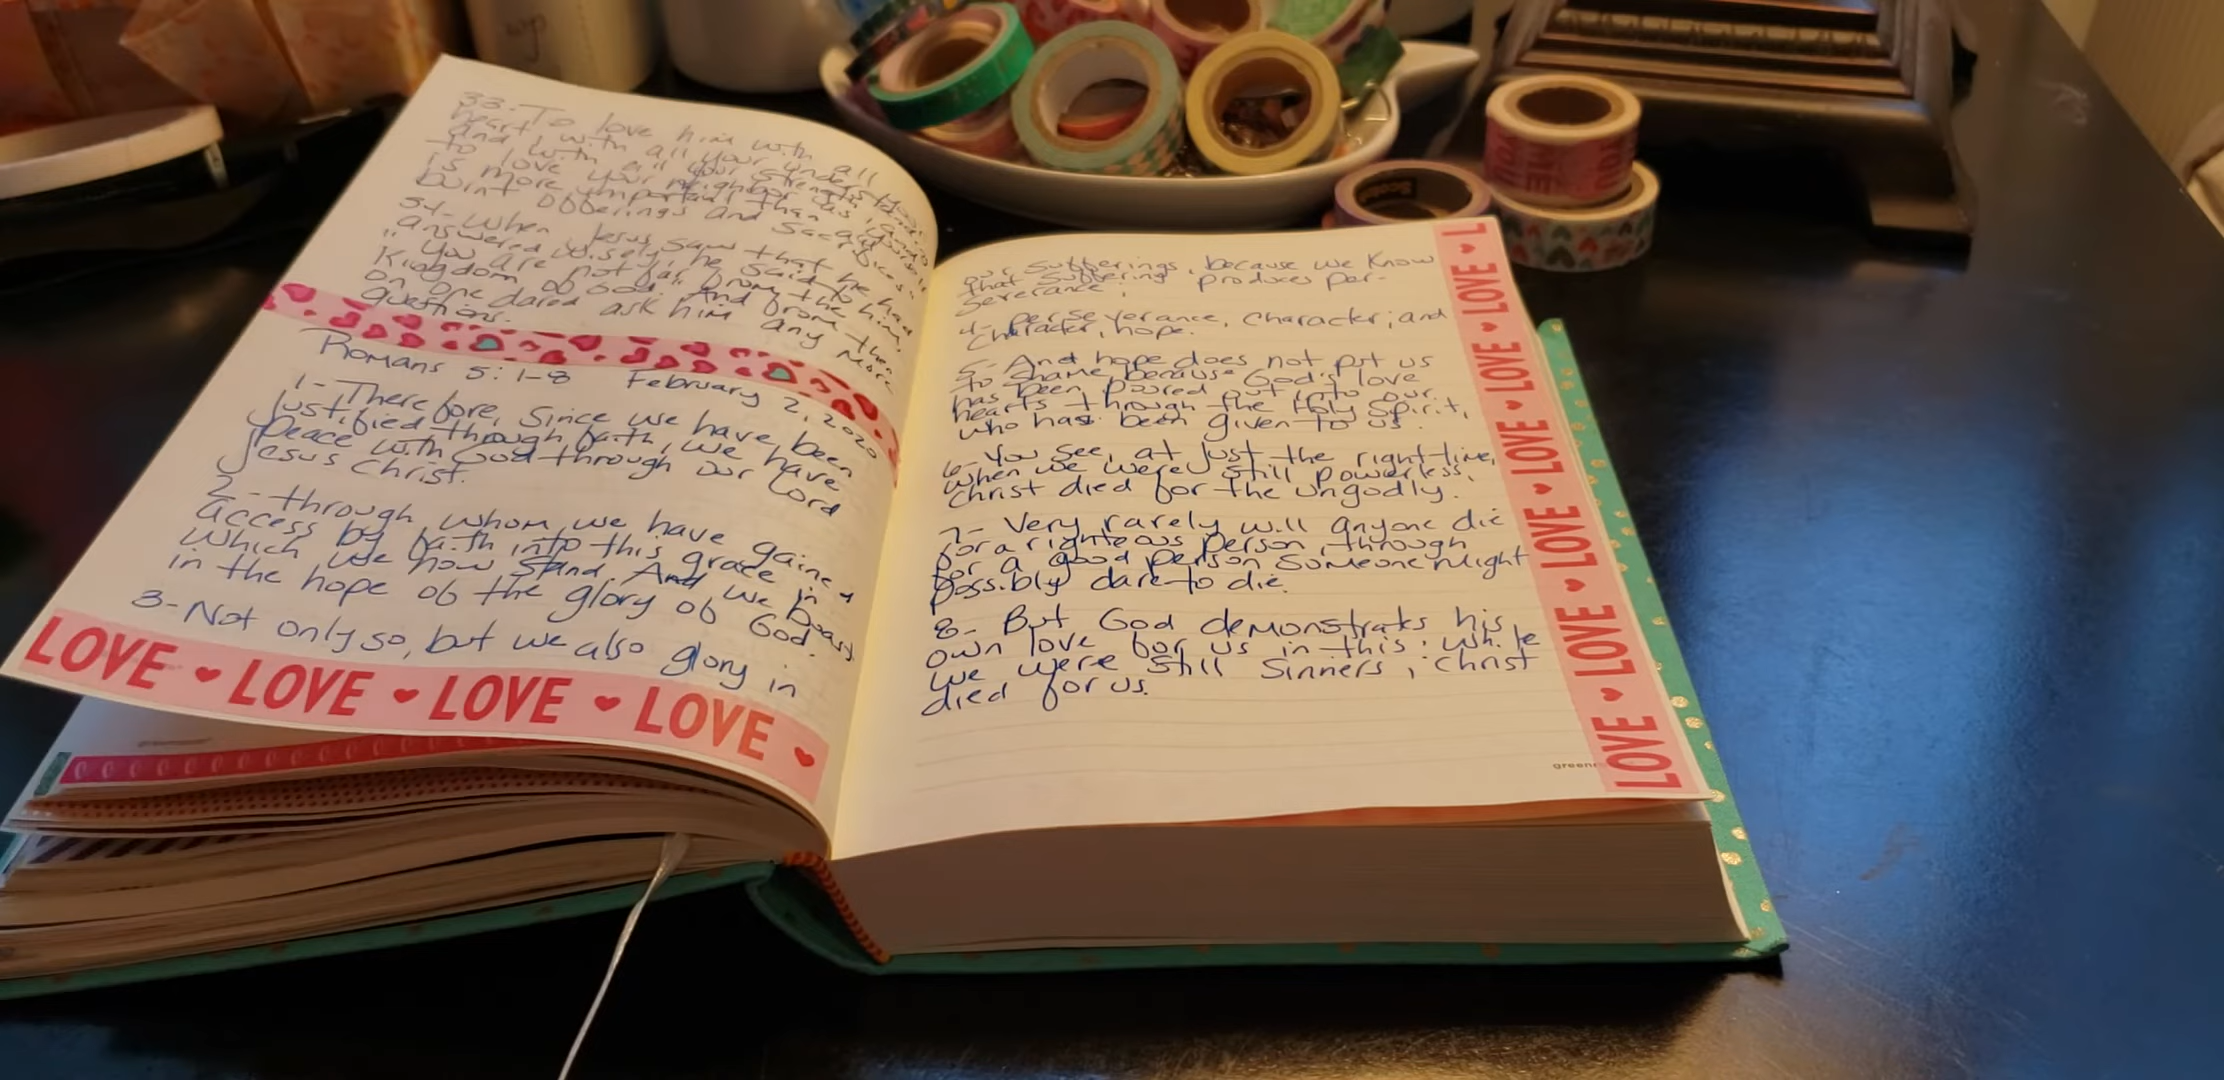 33. To love him with all
heart, with all your under
and with all your strength, and
to love your neighbor as yourself
is more important than all
burnt offerings and sacrifices."
34- When Jesus saw that he had
answered wisely, he said to him,
"You are not far from the
Kingdom of God." And from then
on one dared ask him any more
questions.
Romans 5:1-8 February 2, 2020
1- Therefore, since we have been
justified through faith, we have
peace with God through our Lord
Jesus Christ.
2- through whom we have gained
access by faith into this grace in
which we now stand. And we boast
in the hope of the glory of God.
3- Not only so, but we also glory in
LOVE LOVE LOVE LOVE
our sufferings, because we know
that suffering produces per-
severance;
4- perseverance, character; and
character, hope.
5- And hope does not put us
to shame because God's love
has been poured out into our
hearts through the Holy Spirit,
who has been given to us.
6- You see, at just the right time,
when we were still powerless,
Christ died for the ungodly.
7- Very rarely will anyone die
for a righteous person, through
for a good person someone might
possibly dare to die.
8- But God demonstrates his
own love for us in this: while
we were still sinners, Christ
died for us.
LOVE LOVE LOVE LOVE LOVE LOVE L